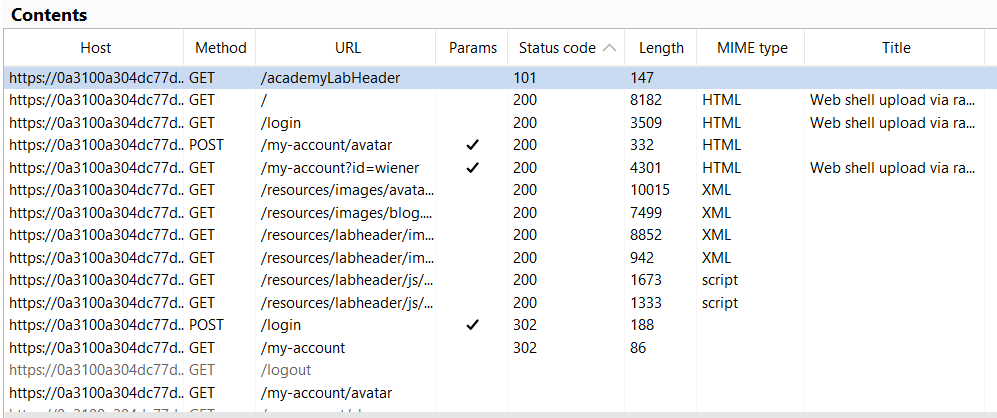 Contents
Host Method URL Params Status code Length MIME type Title
https://0a3100a304dc77d... GET /academyLabHeader 101 147
https://0a3100a304dc77d... GET / 200 8182 HTML Web shell upload via ra...
https://0a3100a304dc77d... GET /login 200 3509 HTML Web shell upload via ra...
https://0a3100a304dc77d... POST /my-account/avatar ✓ 200 332 HTML
https://0a3100a304dc77d... GET /my-account?id=wiener ✓ 200 4301 HTML Web shell upload via ra...
https://0a3100a304dc77d... GET /resources/images/avata... 200 10015 XML
https://0a3100a304dc77d... GET /resources/images/blog.... 200 7499 XML
https://0a3100a304dc77d... GET /resources/labheader/im... 200 8852 XML
https://0a3100a304dc77d... GET /resources/labheader/im... 200 942 XML
https://0a3100a304dc77d... GET /resources/labheader/js/... 200 1673 script
https://0a3100a304dc77d... GET /resources/labheader/js/... 200 1333 script
https://0a3100a304dc77d... POST /login ✓ 302 188
https://0a3100a304dc77d... GET /my-account 302 86
https://0a3100a304dc77d... GET /logout
https://0a3100a304dc77d... GET /my-account/avatar